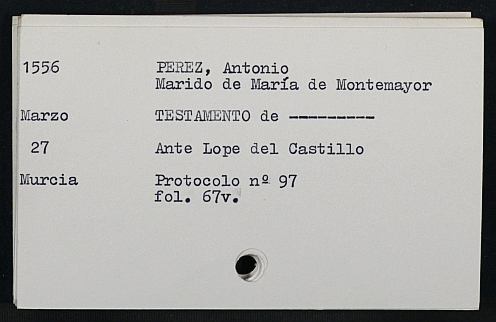 1556 PEREZ, Antonio
Marido de María de Montemayor
Marzo TESTAMENTO de ---------
27 Ante Lope del Castillo
Murcia Protocolo nº 97
fol. 67v.